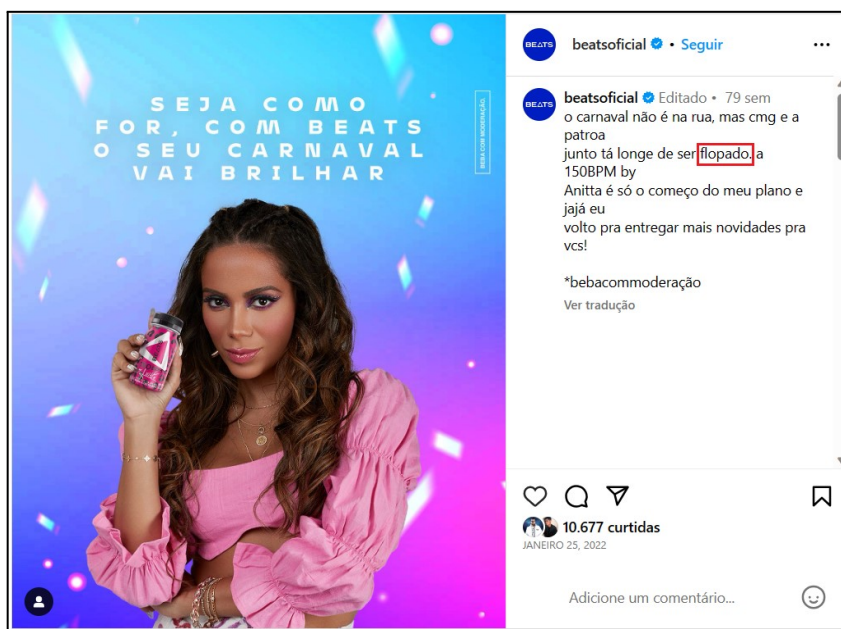 SEJA COMO
FOR, COM BEATS
O SEU CARNAVAL
VAI BRILHAR
BEBA COM MODERAÇÃO.
BEATS
beatsoficial • Seguir
BEATS
beatsoficial Editado • 79 sem
o carnaval não é na rua, mas cmg e a
patroa
junto tá longe de ser flopado. a
150BPM by
Anitta é só o começo do meu plano e
jajá eu
volto pra entregar mais novidades pra
vcs!
*bebacommoderação
Ver tradução
10.677 curtidas
JANEIRO 25, 2022
Adicione um comentário...